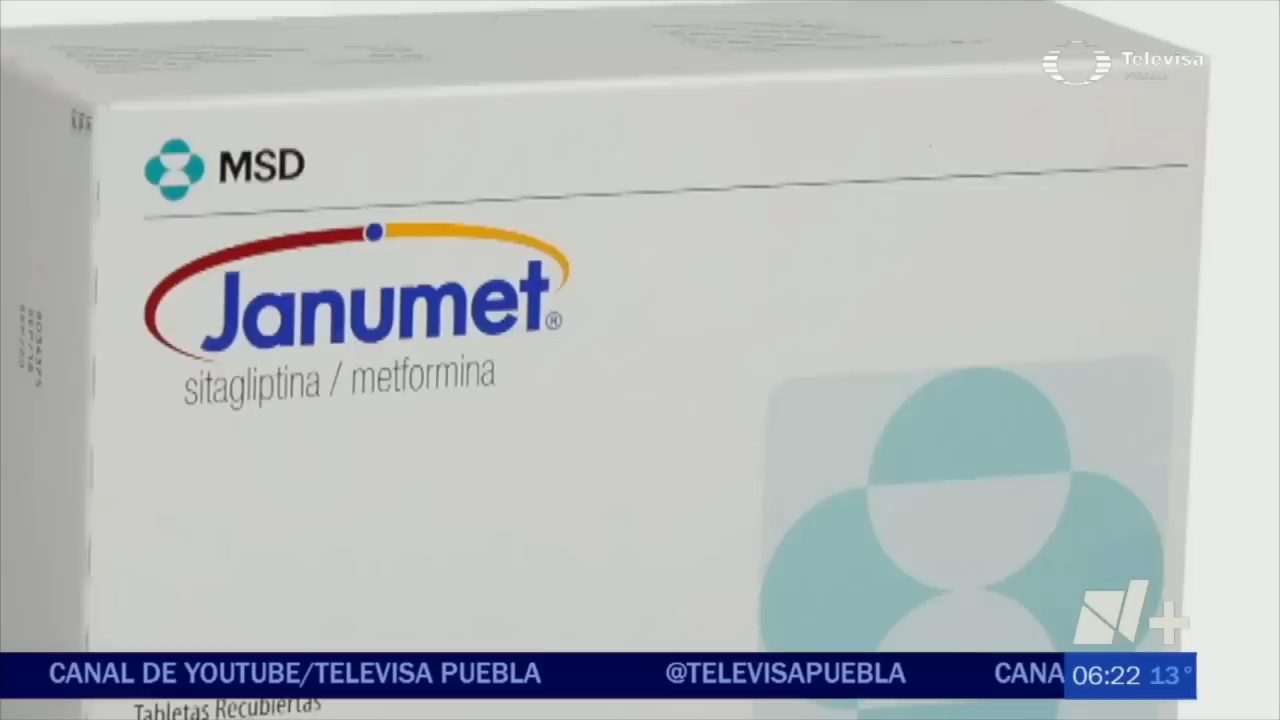 Televisa
MSD
Janumet®
sitagliptina / metformina
CANAL DE YOUTUBE/TELEVISA PUEBLA @TELEVISAPUEBLA CANA 06:22 13°
Tabletas Recubiertas